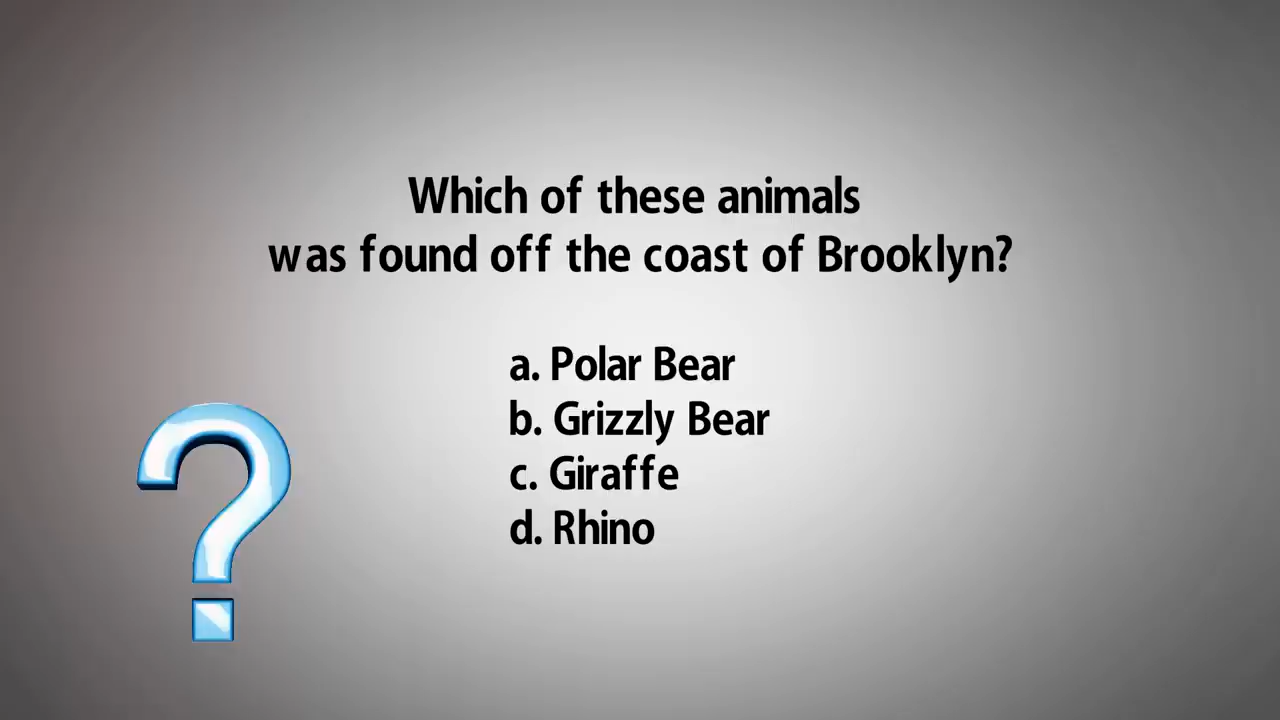 Which of these animals
was found off the coast of Brooklyn?
a. Polar Bear
b. Grizzly Bear
c. Giraffe
d. Rhino